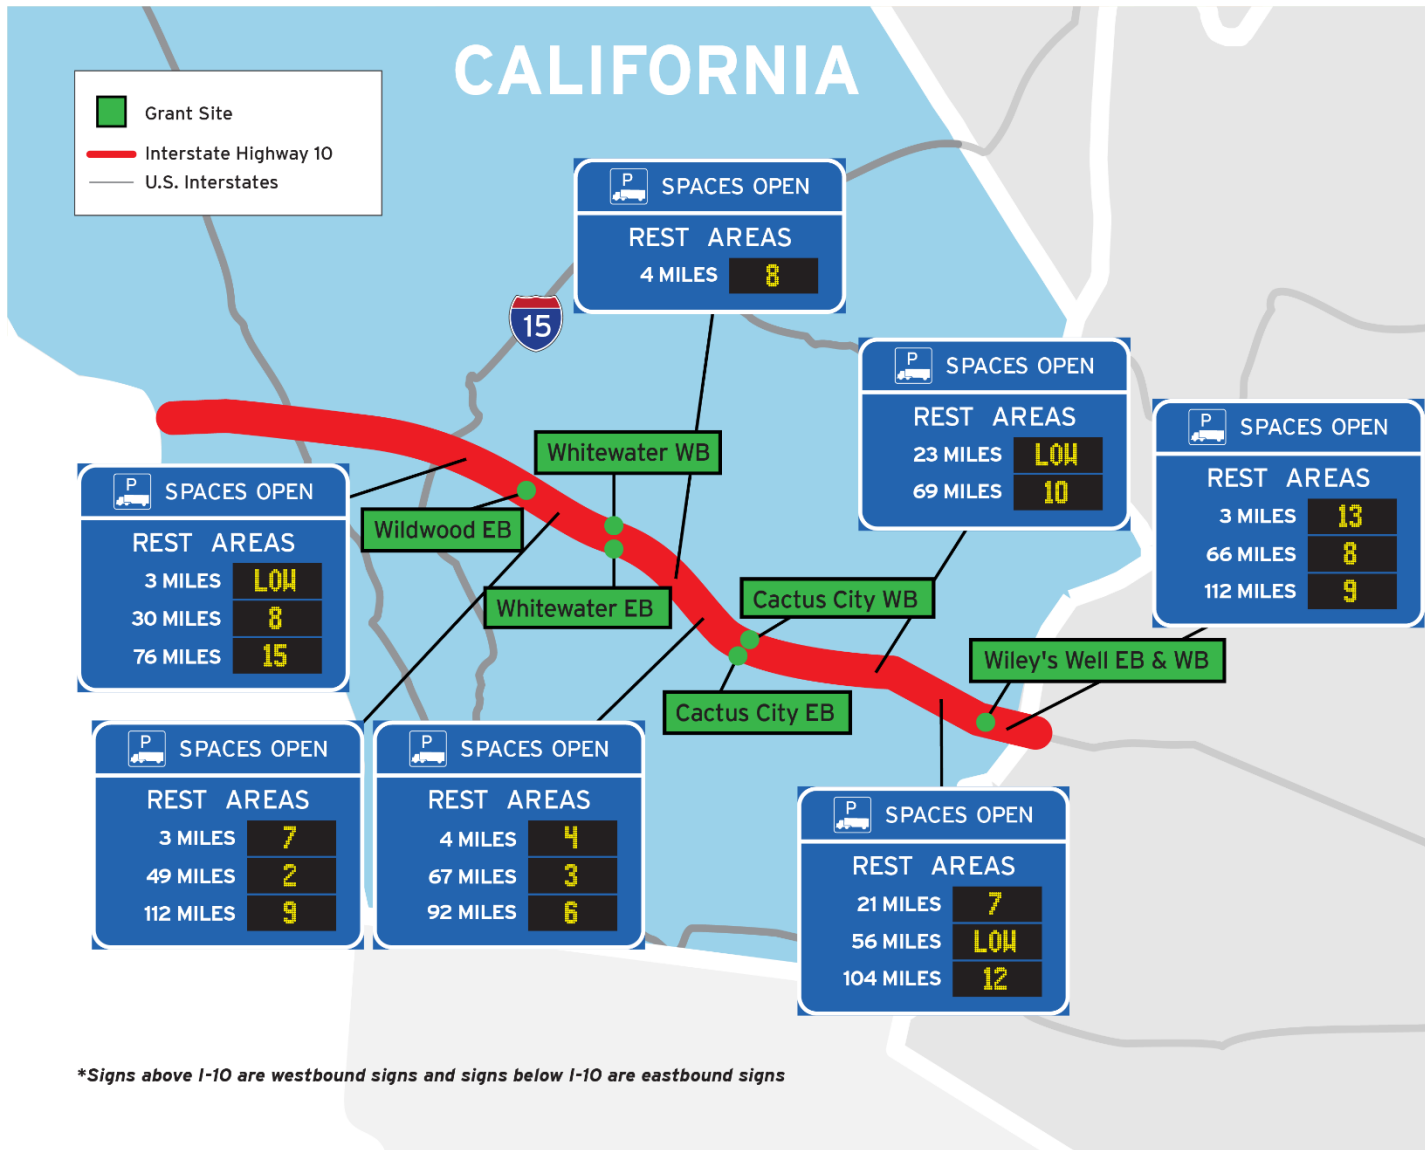 CALIFORNIA
Grant Site
Interstate Highway 10
U.S. Interstates
P SPACES OPEN
REST AREAS
4 MILES 8
15
P SPACES OPEN
REST AREAS
23 MILES LOW
69 MILES 10
P SPACES OPEN
REST AREAS
3 MILES 13
66 MILES 8
112 MILES 9
Whitewater WB
P SPACES OPEN
REST AREAS
3 MILES LOW
30 MILES 8
76 MILES 15
Wildwood EB
Whitewater EB
Cactus City WB
Wiley's Well EB & WB
Cactus City EB
P SPACES OPEN
REST AREAS
3 MILES 7
49 MILES 2
112 MILES 9
P SPACES OPEN
REST AREAS
4 MILES 4
67 MILES 3
92 MILES 6
P SPACES OPEN
REST AREAS
21 MILES 7
56 MILES LOW
104 MILES 12
*Signs above I-10 are westbound signs and signs below I-10 are eastbound signs